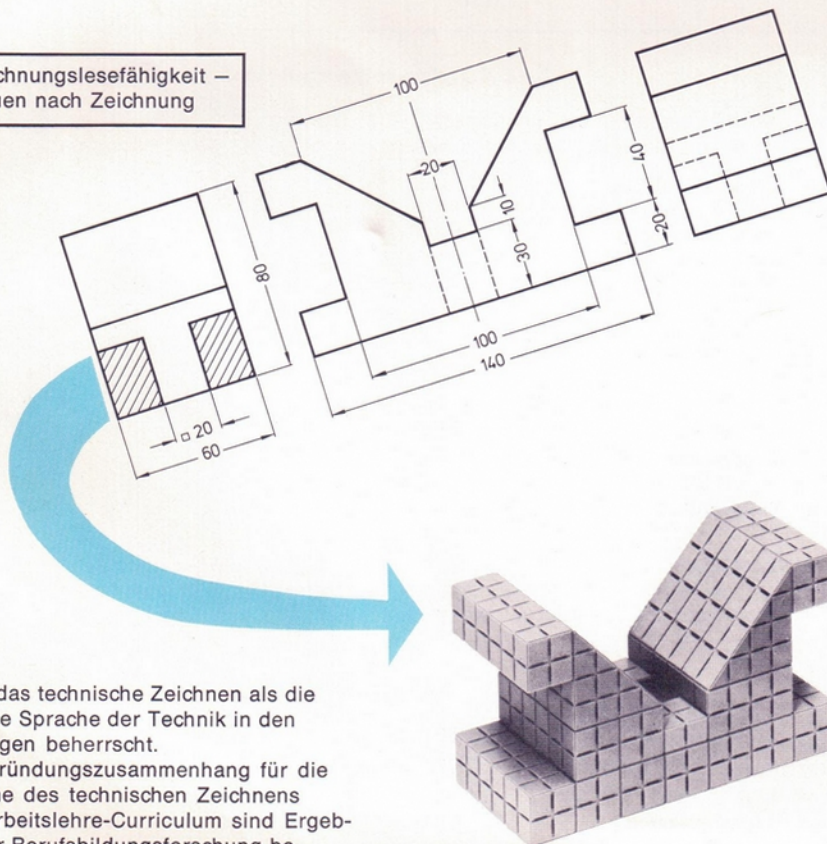 chnungslesefähigkeit –
en nach Zeichnung
100
20
10
30
40
20
80
100
140
□ 20
60
das technische Zeichnen als die
e Sprache der Technik in den
gen beherrscht.
ründungszusammenhang für die
e des technischen Zeichnens
rbeitslehre-Curriculum sind Ergeb-
r Berufsbildungsforschung he-